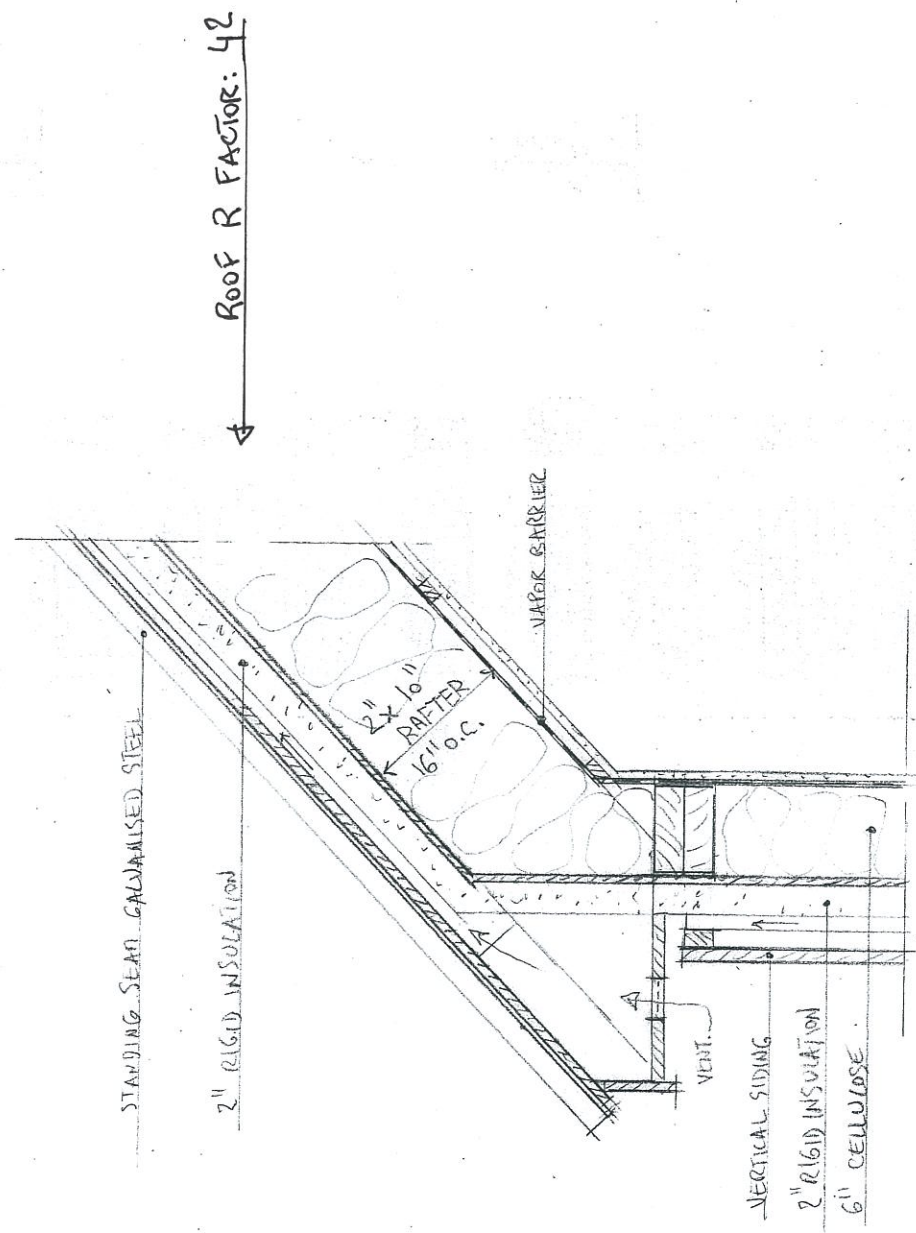 ROOF R FACTOR: 42
STANDING SEAM GALVANISED STEEL
2" RIGID INSULATION
2" x 10"
RAFTER
16" O.C.
VAPOR BARRIER
VENT.
VERTICAL SIDING
2" RIGID INSULATION
6" CELLULOSE.